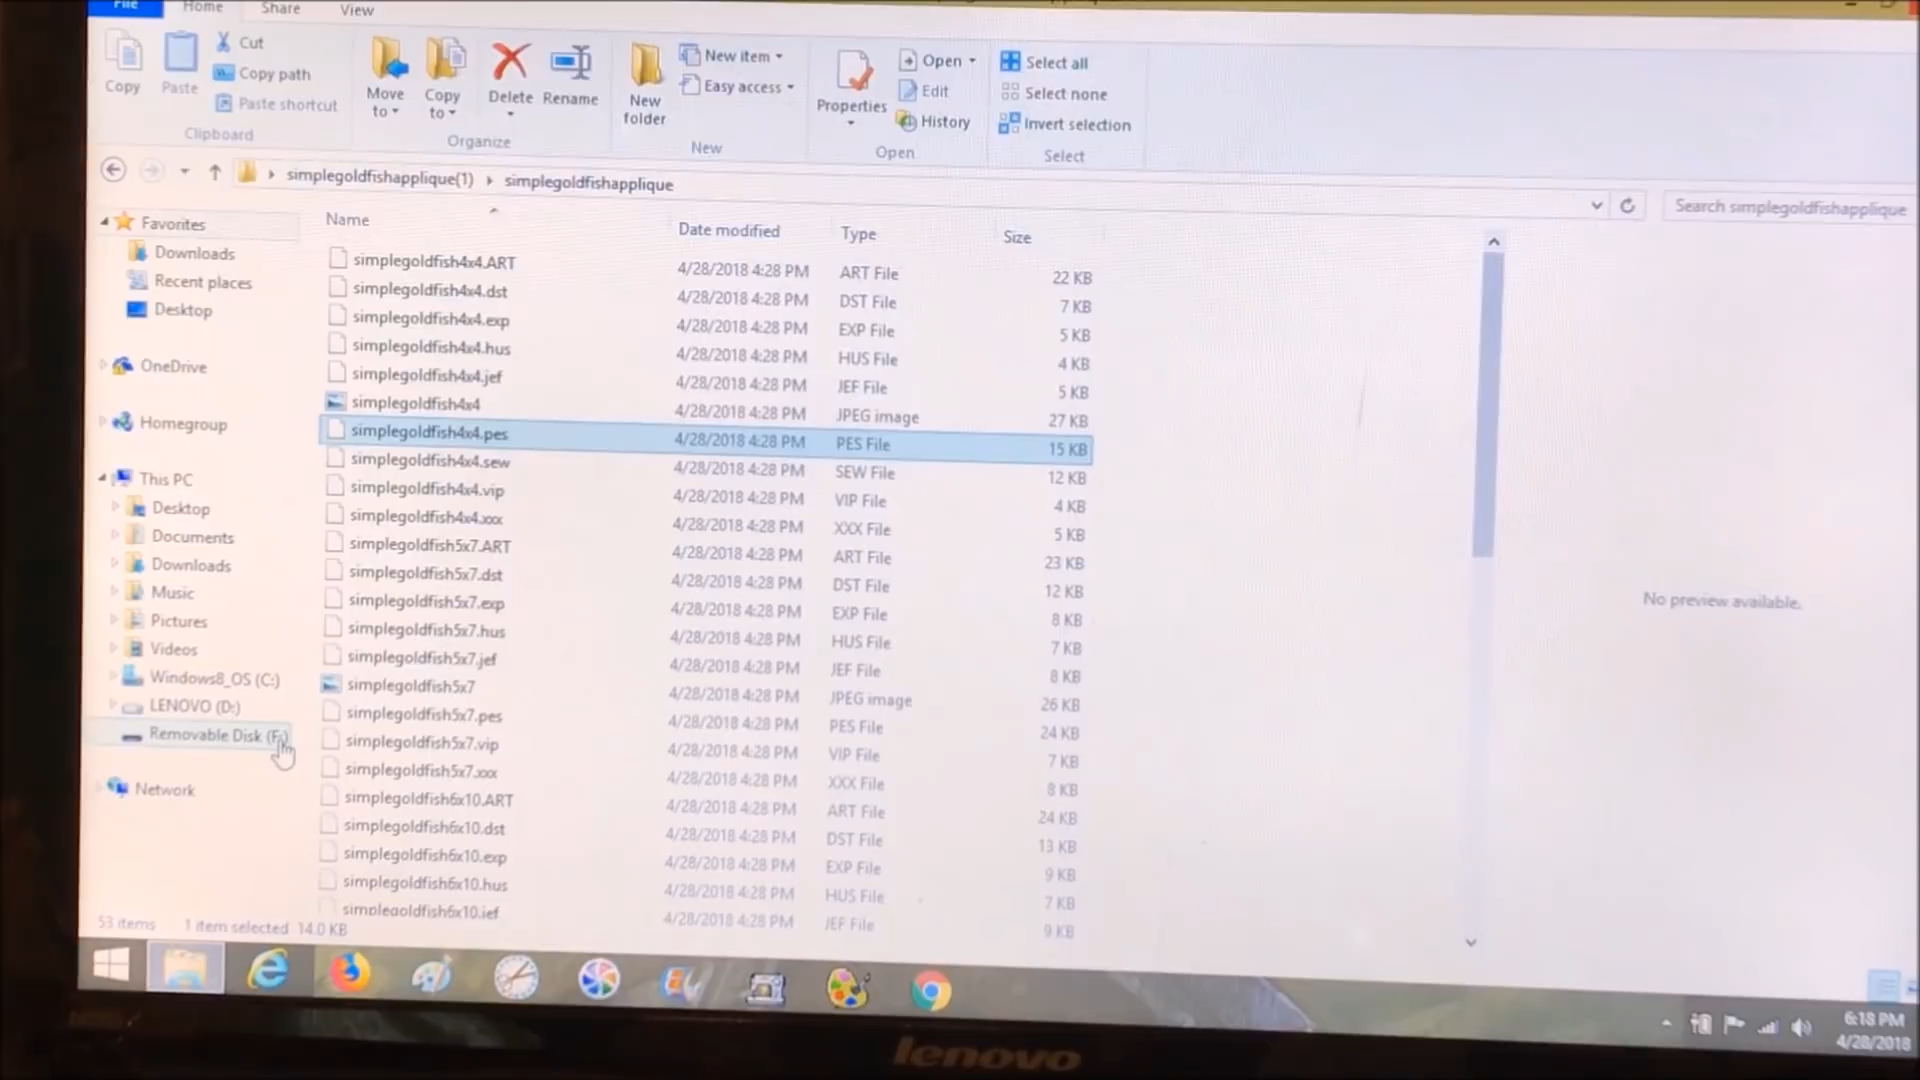 File Home Share View
Copy Paste Cut
Copy path
Paste shortcut
Clipboard
Move to Copy to Delete Rename
Organize
New folder New item
Easy access
New
Properties Open
Edit
History
Open
Select all
Select none
Invert selection
Select
simplegoldfishapplique(1) simplegoldfishapplique
Search simplegoldfishapplique
Favorites
Downloads
Recent places
Desktop
OneDrive
Homegroup
This PC
Desktop
Documents
Downloads
Music
Pictures
Videos
Windows8_OS (C:)
LENOVO (D:)
Removable Disk (F:)
Network
Name Date modified Type Size
simplegoldfish4x4.ART 4/28/2018 4:28 PM ART File 22 KB
simplegoldfish4x4.dst 4/28/2018 4:28 PM DST File 7 KB
simplegoldfish4x4.exp 4/28/2018 4:28 PM EXP File 5 KB
simplegoldfish4x4.hus 4/28/2018 4:28 PM HUS File 4 KB
simplegoldfish4x4.jef 4/28/2018 4:28 PM JEF File 5 KB
simplegoldfish4x4 4/28/2018 4:28 PM JPEG image 27 KB
simplegoldfish4x4.pes 4/28/2018 4:28 PM PES File 15 KB
simplegoldfish4x4.sew 4/28/2018 4:28 PM SEW File 12 KB
simplegoldfish4x4.vip 4/28/2018 4:28 PM VIP File 4 KB
simplegoldfish4x4.xxx 4/28/2018 4:28 PM XXX File 5 KB
simplegoldfish5x7.ART 4/28/2018 4:28 PM ART File 23 KB
simplegoldfish5x7.dst 4/28/2018 4:28 PM DST File 12 KB
simplegoldfish5x7.exp 4/28/2018 4:28 PM EXP File 8 KB
simplegoldfish5x7.hus 4/28/2018 4:28 PM HUS File 7 KB
simplegoldfish5x7.jef 4/28/2018 4:28 PM JEF File 8 KB
simplegoldfish5x7 4/28/2018 4:28 PM JPEG image 26 KB
simplegoldfish5x7.pes 4/28/2018 4:28 PM PES File 24 KB
simplegoldfish5x7.vip 4/28/2018 4:28 PM VIP File 7 KB
simplegoldfish5x7.xxx 4/28/2018 4:28 PM XXX File 8 KB
simplegoldfish6x10.ART 4/28/2018 4:28 PM ART File 24 KB
simplegoldfish6x10.dst 4/28/2018 4:28 PM DST File 13 KB
simplegoldfish6x10.exp 4/28/2018 4:28 PM EXP File 9 KB
simplegoldfish6x10.hus 4/28/2018 4:28 PM HUS File 7 KB
simplegoldfish6x10.jef 4/28/2018 4:28 PM JEF File 9 KB
No preview available.
53 items 1 item selected 14.0 KB
6:18 PM
4/28/2018
lenovo